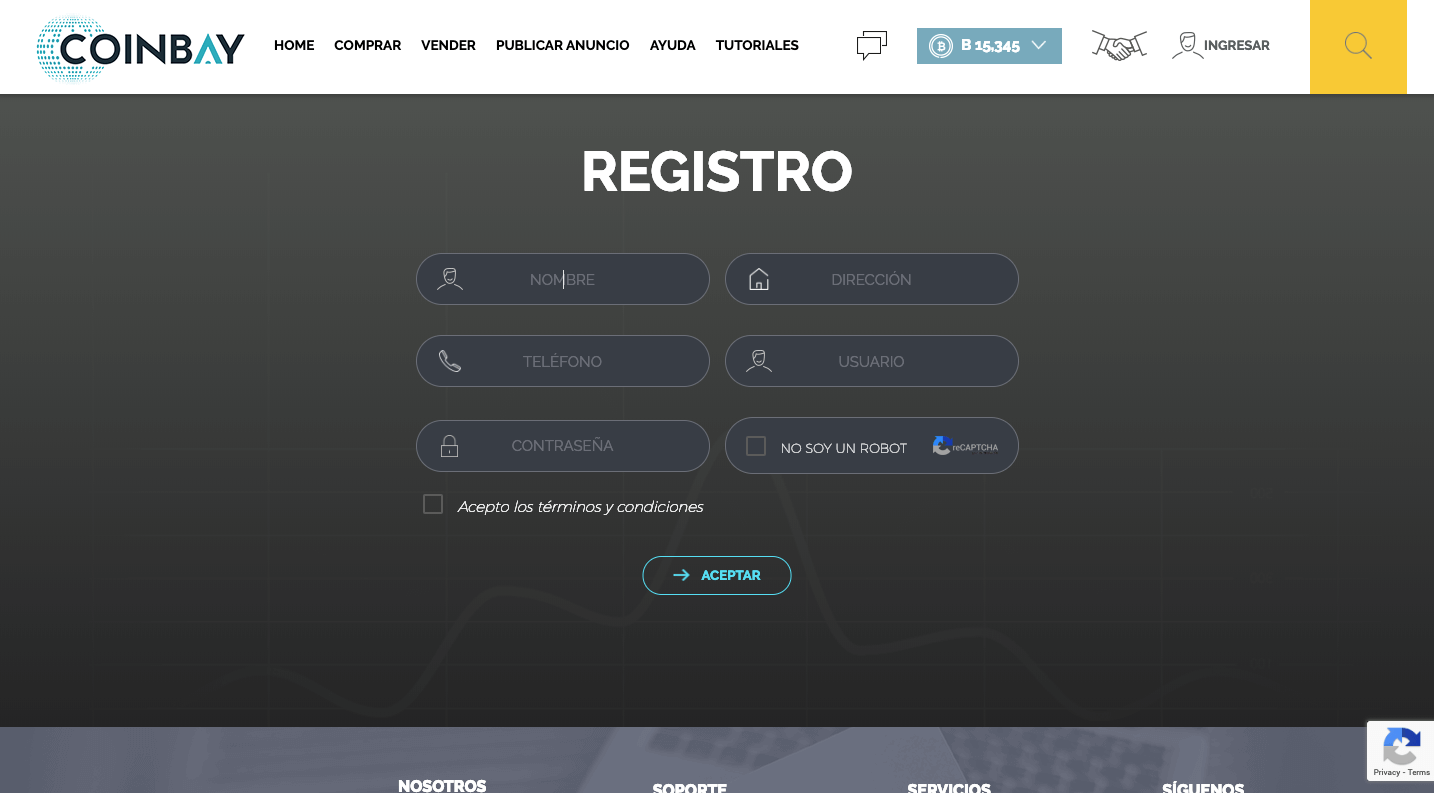 COINBAY
HOME COMPRAR VENDER PUBLICAR ANUNCIO AYUDA TUTORIALES
B 15,345
INGRESAR
REGISTRO
NOMBRE
DIRECCIÓN
TELÉFONO
USUARIO
CONTRASEÑA
NO SOY UN ROBOT
reCAPTCHA
Acepto los términos y condiciones
ACEPTAR
Privacy - Terms
NOSOTROS
SOPORTE
SERVICIOS
SÍGUENOS